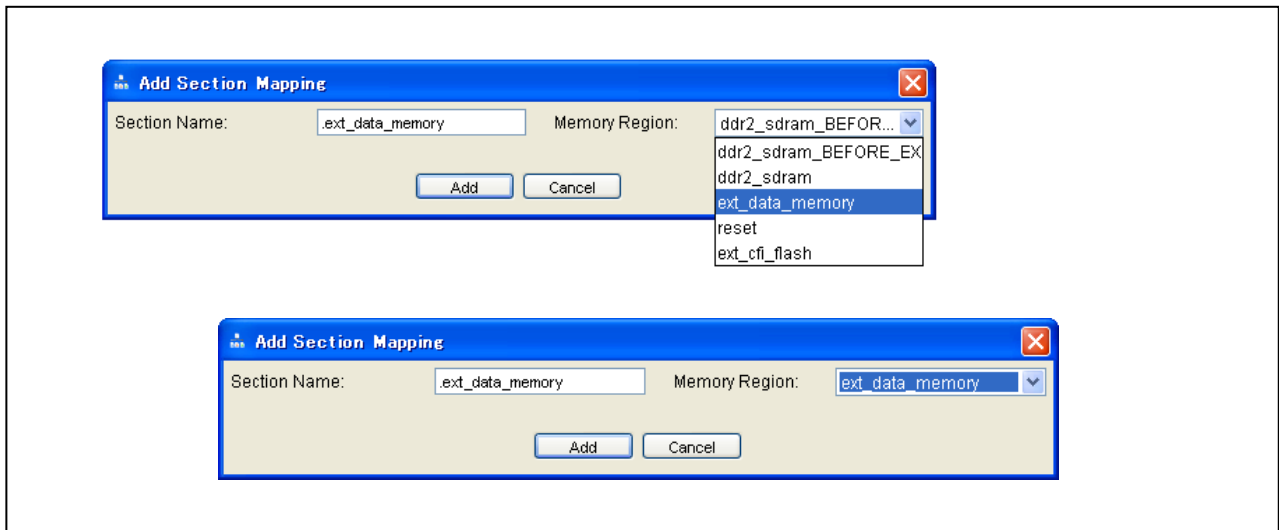 Add Section Mapping
Section Name: .ext_data_memory Memory Region: ddr2_sdram_BEFOR...
ddr2_sdram_BEFORE_EX
ddr2_sdram
Add Cancel
ext_data_memory
reset
ext_cfi_flash
Add Section Mapping
Section Name: .ext_data_memory Memory Region: ext_data_memory
Add Cancel